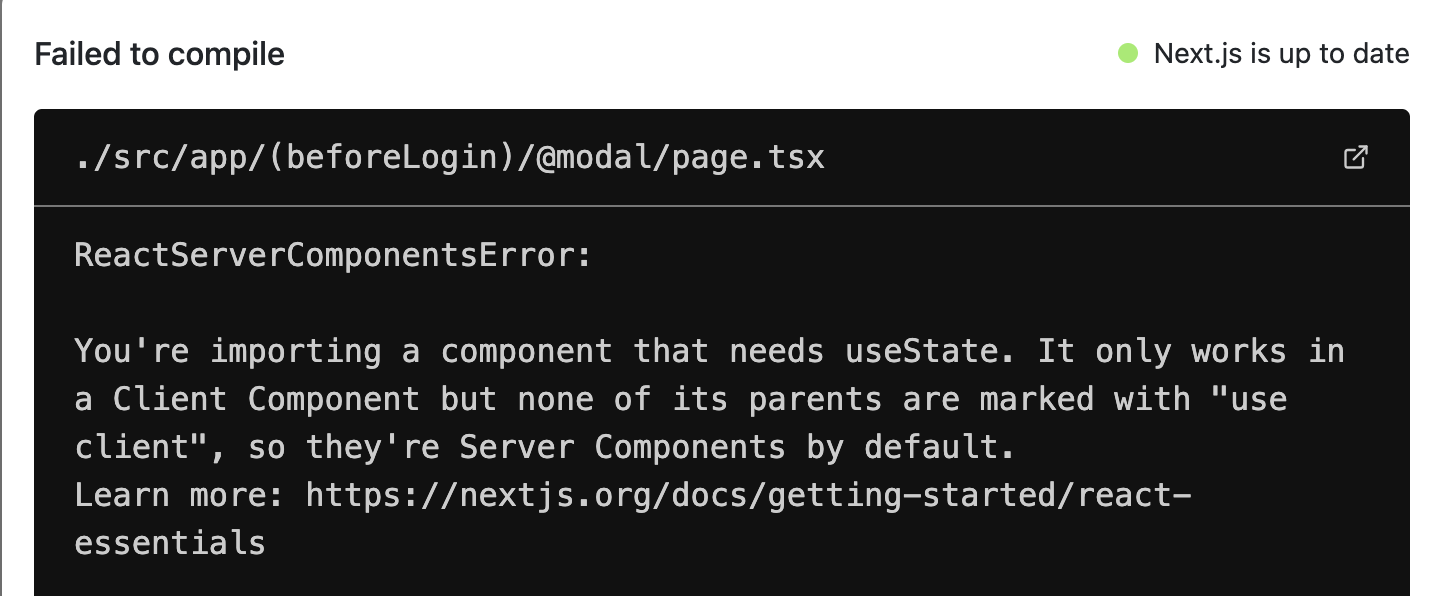 Failed to compile
Next.js is up to date
./src/app/(beforeLogin)/@modal/page.tsx
ReactServerComponentsError:
You're importing a component that needs useState. It only works in
a Client Component but none of its parents are marked with "use
client", so they're Server Components by default.
Learn more: https://nextjs.org/docs/getting-started/react-
essentials